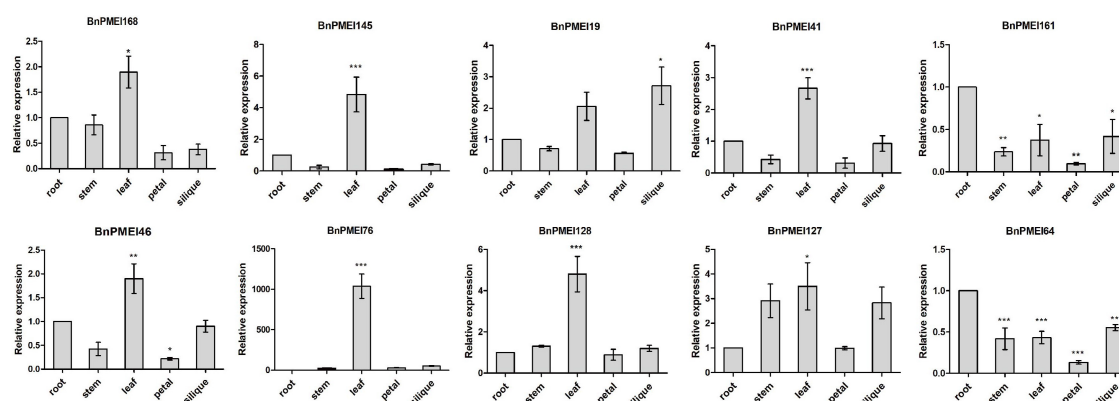 BnPMEI168
Relative expression
2.5
2.0
1.5
1.0
0.5
0.0
*
root
stem
leaf
petal
silique
BnPMEI145
Relative expression
8
6
4
2
0
***
root
stem
leaf
petal
silique
BnPMEI19
Relative expression
4
3
2
1
0
*
root
stem
leaf
petal
silique
BnPMEI41
Relative expression
4
3
2
1
0
***
root
stem
leaf
petal
silique
BnPMEI161
Relative expression
1.5
1.0
0.5
0.0
**
*
**
*
root
stem
leaf
petal
silique
BnPMEI46
Relative expression
2.5
2.0
1.5
1.0
0.5
0.0
**
*
root
stem
leaf
petal
silique
BnPMEI76
Relative expression
1500
1000
500
0
***
root
stem
leaf
petal
silique
BnPMEI128
Relative expression
6
4
2
0
***
root
stem
leaf
petal
silique
BnPMEI127
Relative expression
5
4
3
2
1
0
*
root
stem
leaf
petal
silique
BnPMEI64
Relative expression
1.5
1.0
0.5
0.0
***
***
***
**
root
stem
leaf
petal
silique